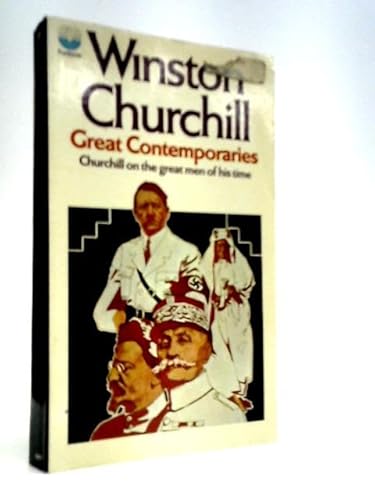 Winston
Churchill
Great Contemporaries
Churchill on the great men of his time